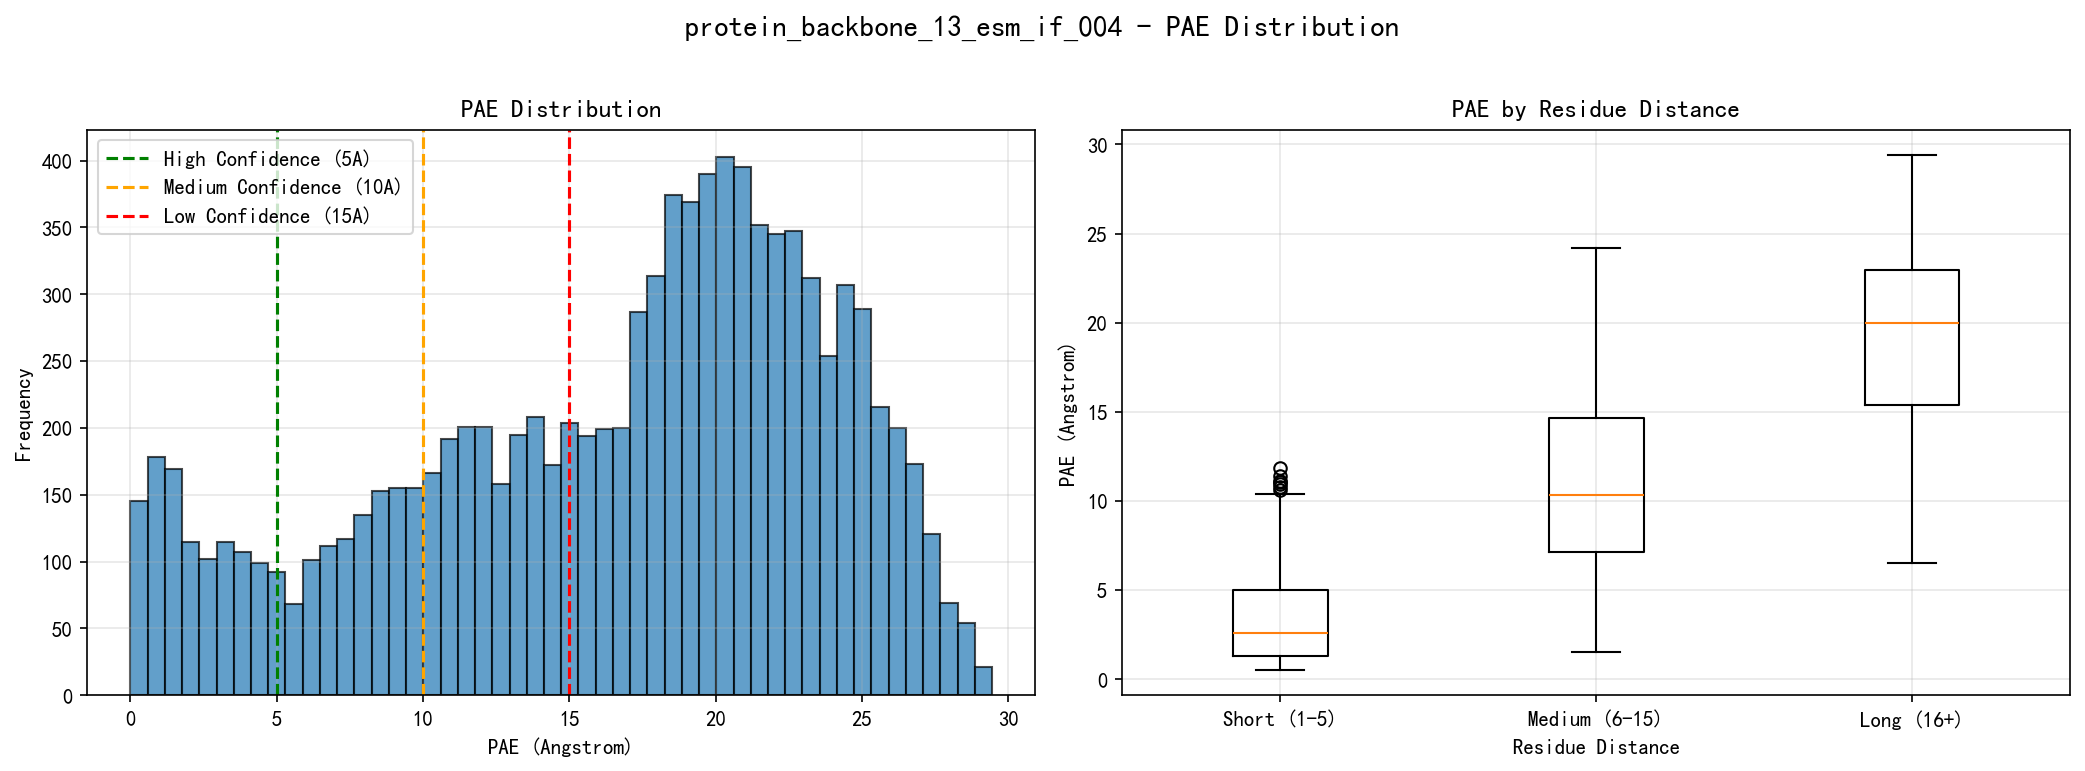 protein_backbone_13_esm_if_004 - PAE Distribution
PAE Distribution
High Confidence (5A)
Medium Confidence (10A)
Low Confidence (15A)
Frequency
400
350
300
250
200
150
100
50
0
0 5 10 15 20 25 30
PAE (Angstrom)
PAE by Residue Distance
PAE (Angstrom)
30
25
20
15
10
5
0
Short (1-5) Medium (6-15) Long (16+)
Residue Distance